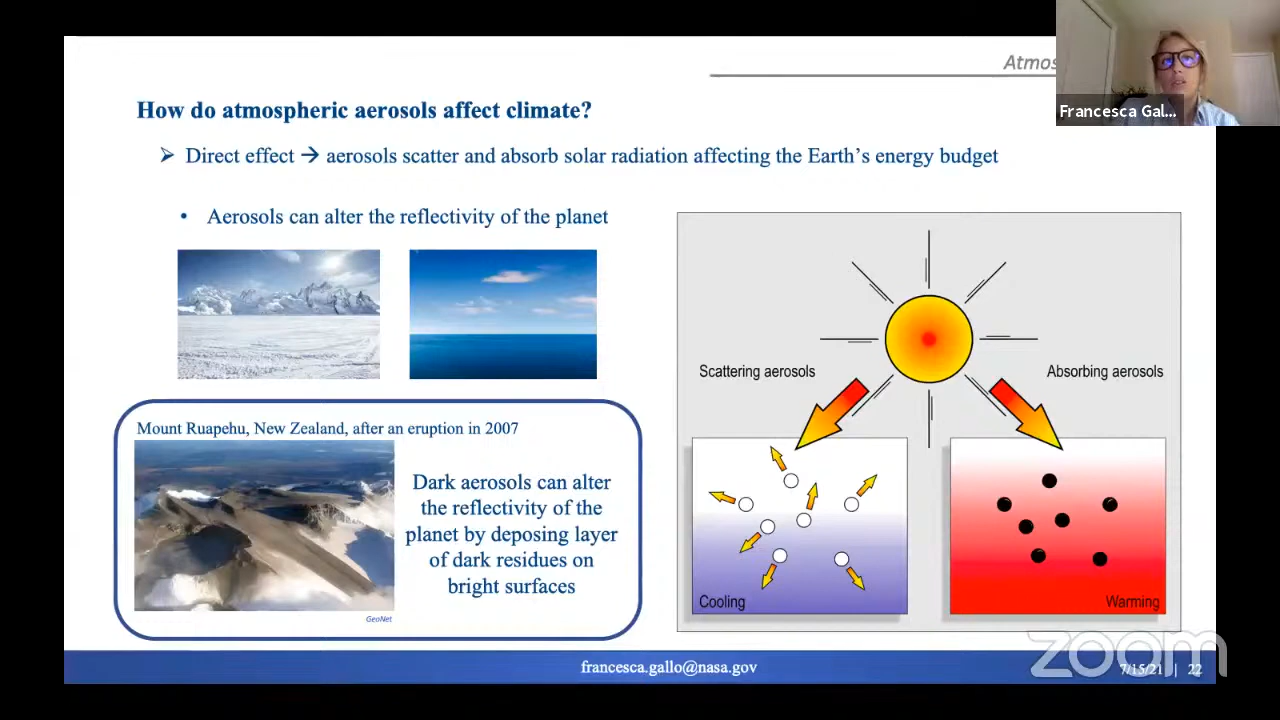 Atmos
Francesca Gal...
How do atmospheric aerosols affect climate?
➢ Direct effect → aerosols scatter and absorb solar radiation affecting the Earth’s energy budget
• Aerosols can alter the reflectivity of the planet
Mount Ruapehu, New Zealand, after an eruption in 2007
Dark aerosols can alter
the reflectivity of the
planet by deposing layer
of dark residues on
bright surfaces
GeoNet
Scattering aerosols
Absorbing aerosols
Cooling
Warming
francesca.gallo@nasa.gov
7/15/21 | 22
zoom